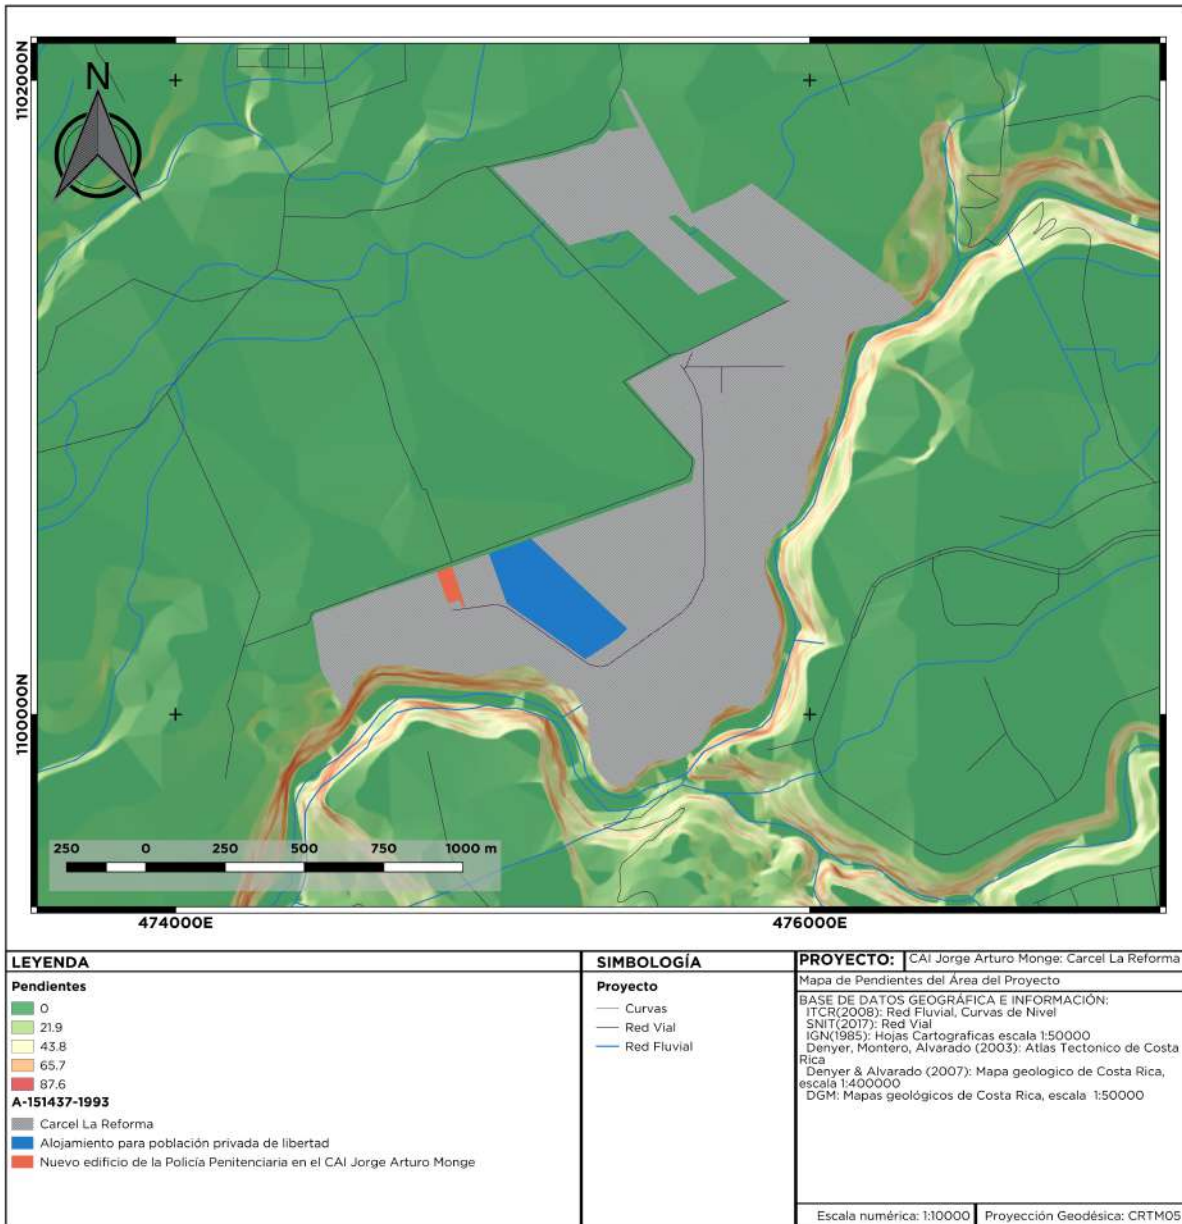 N
1102000N
1100000N
250 0 250 500 750 1000 m
474000E 476000E
LEYENDA
Pendientes
0
21.9
43.8
65.7
87.6
A-151437-1993
Carcel La Reforma
Alojamiento para población privada de libertad
Nuevo edificio de la Policía Penitenciaria en el CAI Jorge Arturo Monge
SIMBOLOGÍA
Proyecto
Curvas
Red Vial
Red Fluvial
PROYECTO: CAI Jorge Arturo Monge: Carcel La Reforma
Mapa de Pendientes del Área del Proyecto
BASE DE DATOS GEOGRÁFICA E INFORMACIÓN:
ITCR(2008): Red Fluvial, Curvas de Nivel
SNIT(2017): Red Vial
IGN(1985): Hojas Cartograficas escala 1:50000
Denyer, Montero, Alvarado (2003): Atlas Tectonico de Costa
Rica
Denyer & Alvarado (2007): Mapa geologico de Costa Rica,
escala 1:400000
DGM: Mapas geológicos de Costa Rica, escala 1:50000
Escala numérica: 1:10000 Proyección Geodésica: CRTM05